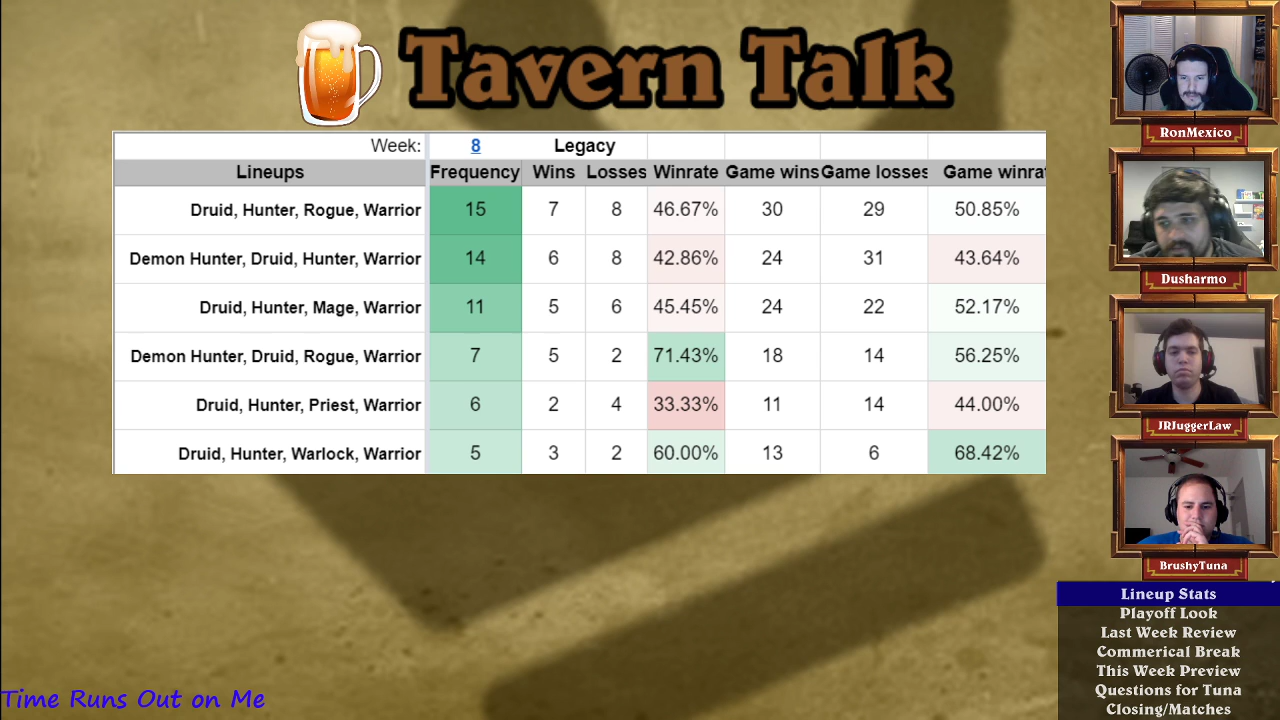 Tavern Talk
Week: 8 Legacy
Lineups Frequency Wins Losses Winrate Game wins Game losses Game winrat
Druid, Hunter, Rogue, Warrior 15 7 8 46.67% 30 29 50.85%
Demon Hunter, Druid, Hunter, Warrior 14 6 8 42.86% 24 31 43.64%
Druid, Hunter, Mage, Warrior 11 5 6 45.45% 24 22 52.17%
Demon Hunter, Druid, Rogue, Warrior 7 5 2 71.43% 18 14 56.25%
Druid, Hunter, Priest, Warrior 6 2 4 33.33% 11 14 44.00%
Druid, Hunter, Warlock, Warrior 5 3 2 60.00% 13 6 68.42%
RonMexico
Dusharmo
JRJuggerLaw
BrushyTuna
Lineup Stats
Playoff Look
Last Week Review
Commerical Break
This Week Preview
Questions for Tuna
Closing/Matches
Time Runs Out on Me